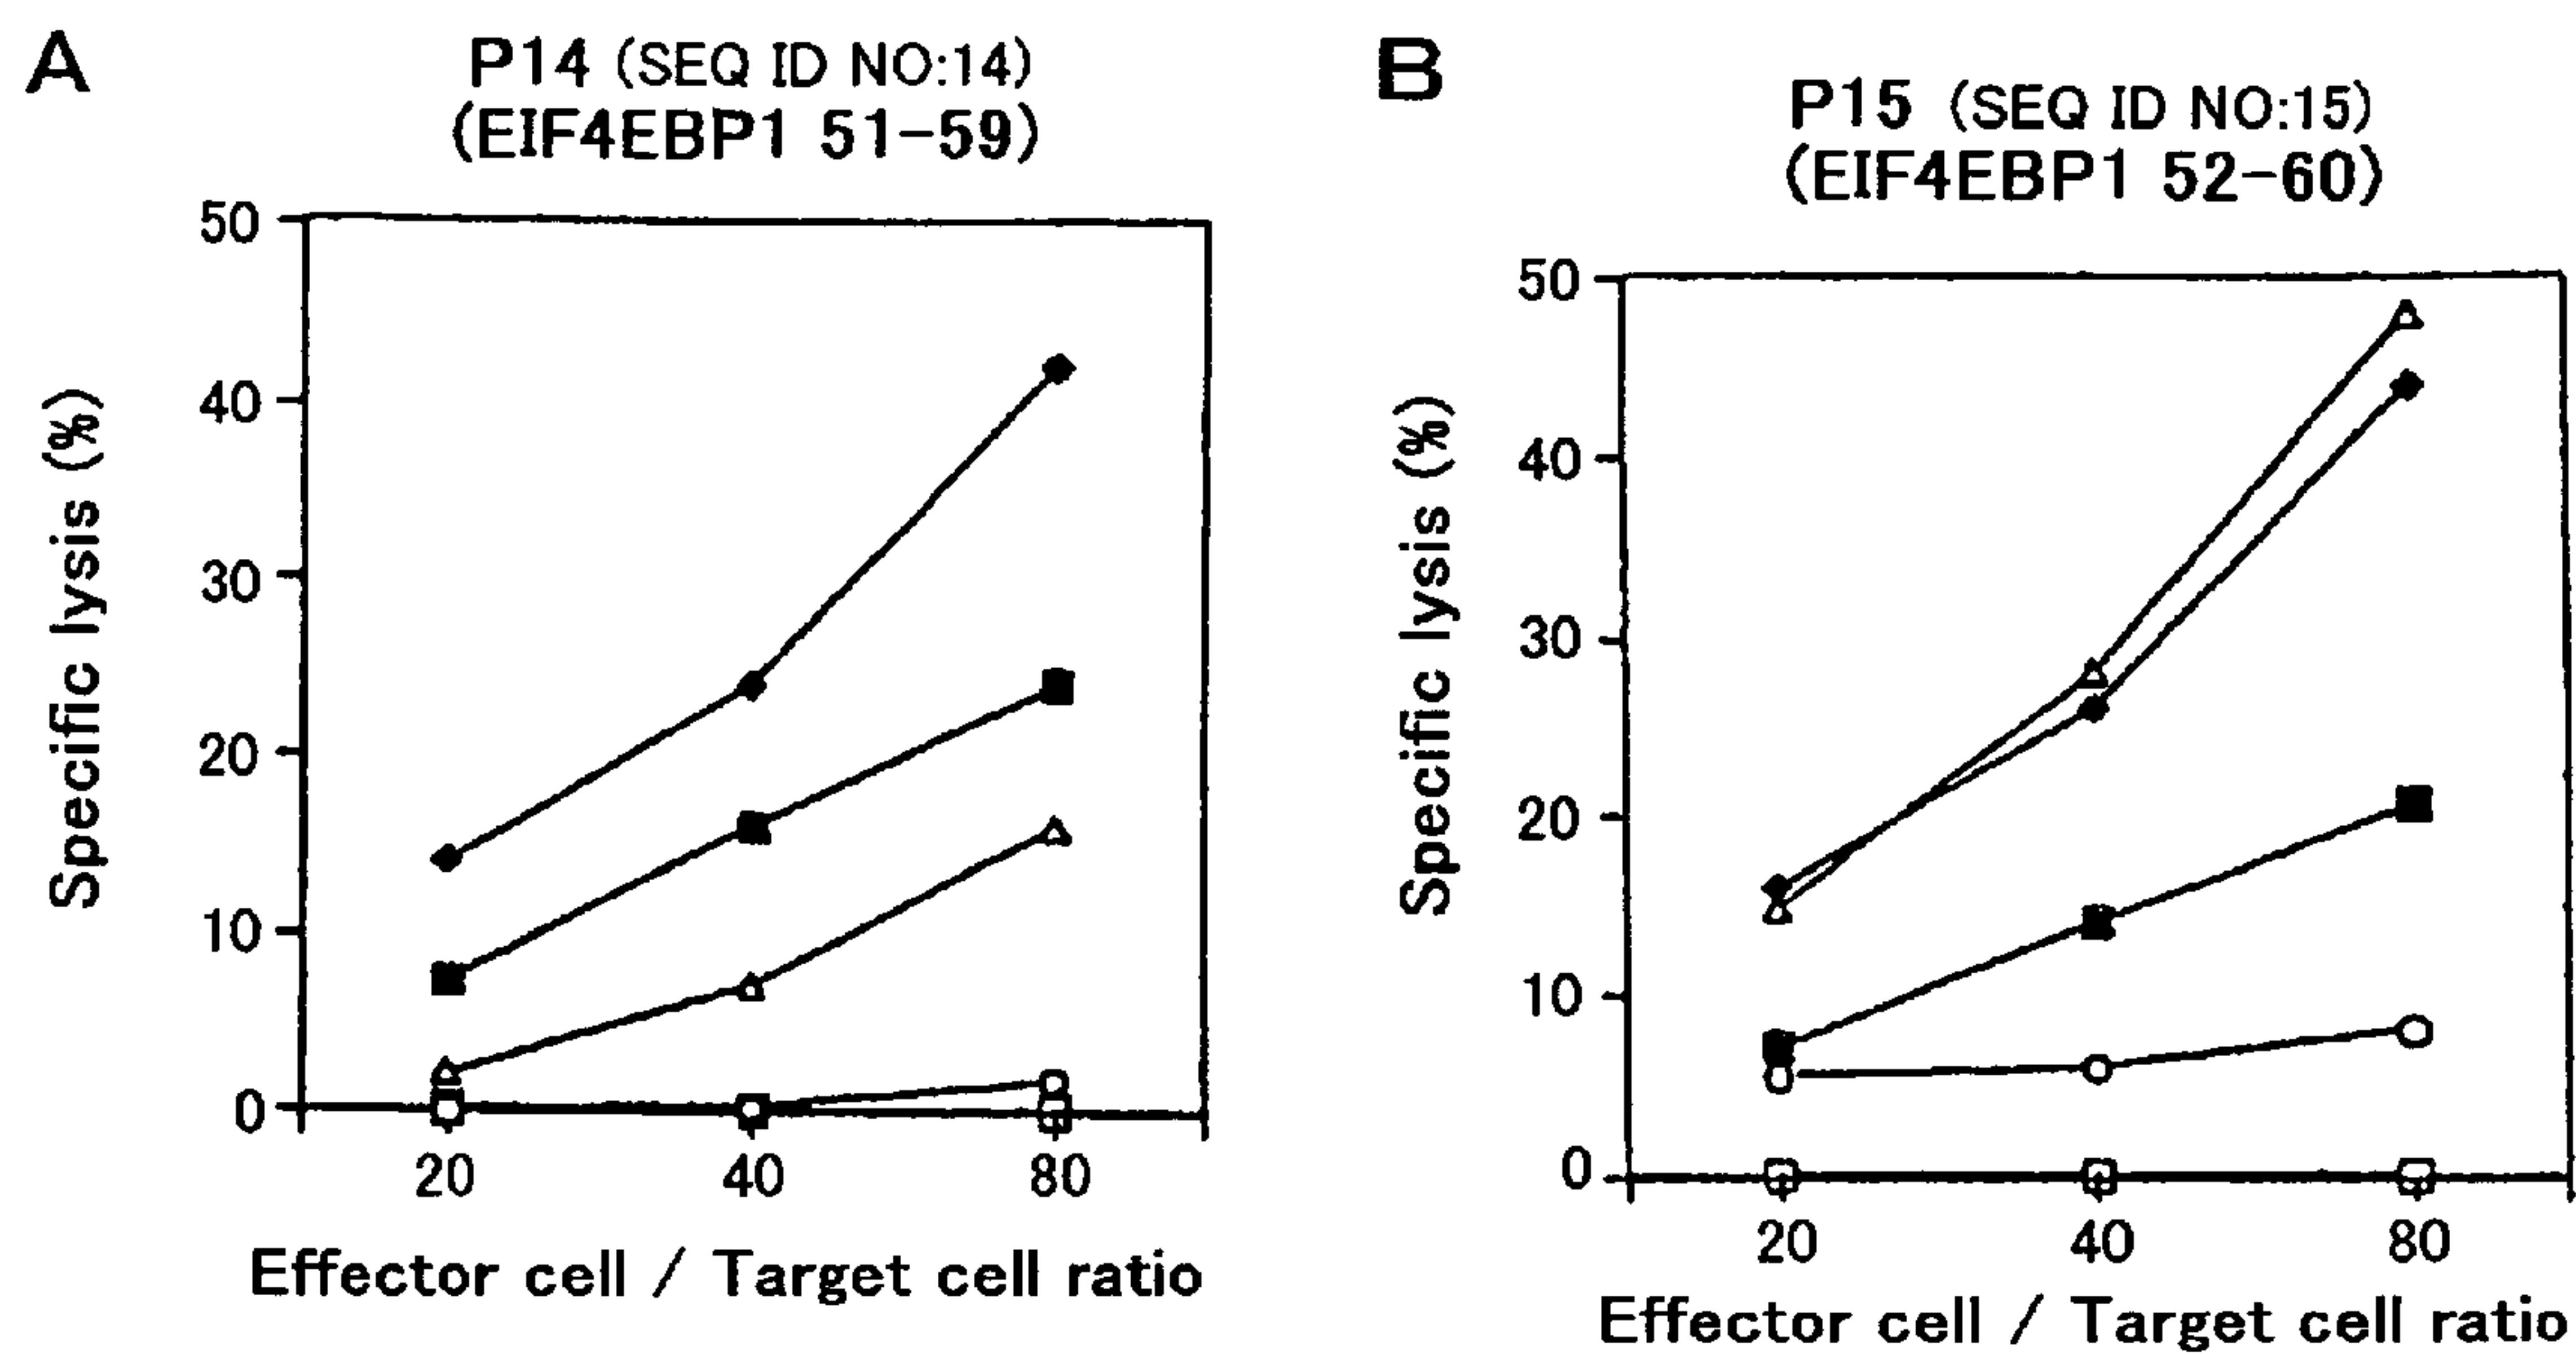 A
P14 (SEQ ID NO:14)
(EIF4EBP1 51-59)
50
40
30
20
10
0
Specific lysis (%)
20 40 80
Effector cell / Target cell ratio
B
P15 (SEQ ID NO:15)
(EIF4EBP1 52-60)
50
40
30
20
10
0
Specific lysis (%)
20 40 80
Effector cell / Target cell ratio